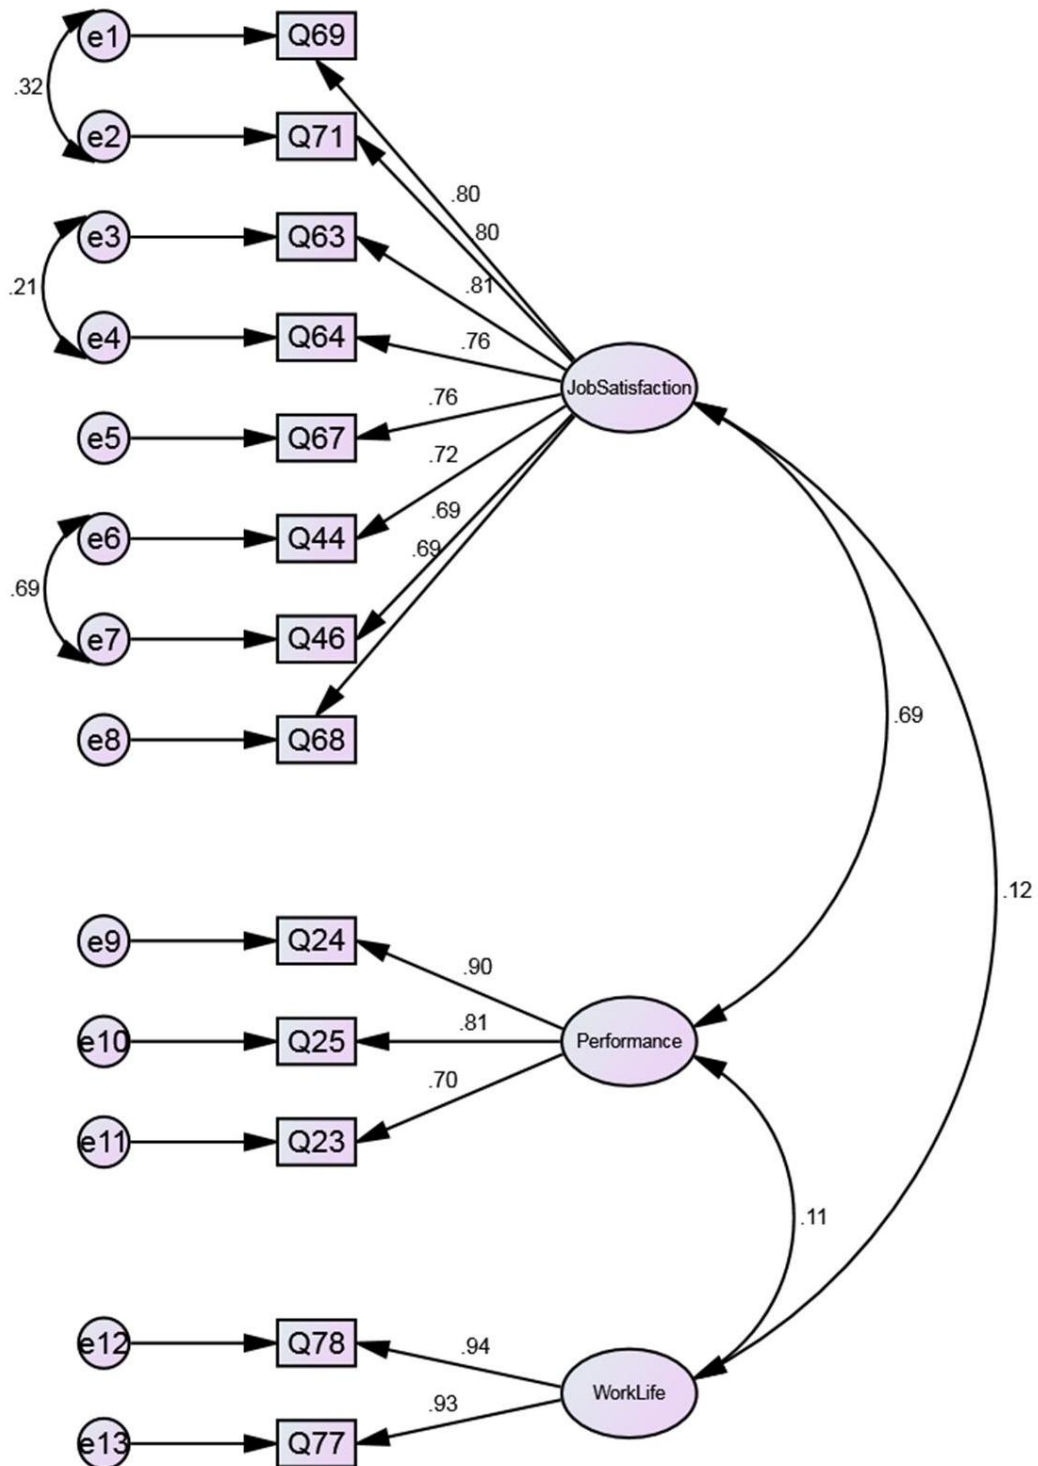 e1 Q69
.32
e2 Q71
.80
80
e3 Q63
.81
.21
e4 Q64
.76
JobSatisfaction
.76
e5 Q67
.72
.69
e6 Q44
.69
.69
e7 Q46
.69
e8 Q68
.12
e9 Q24
.90
.81
e10 Q25
Performance
.70
e11 Q23
.11
e12 Q78
.94
WorkLife
.93
e13 Q77